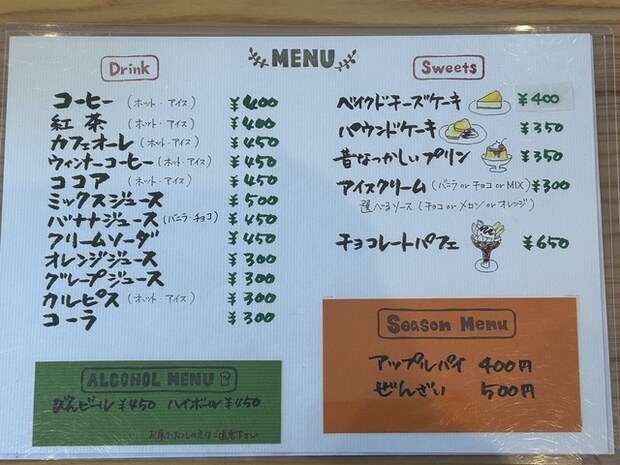 MENU
Drink
コーヒー (ホット・アイス) ¥400
紅茶 (ホット・アイス) ¥400
カフェオーレ (ホット・アイス) ¥450
ウィンナーコーヒー (ホット・アイス) ¥450
ココア (ホット・アイス) ¥450
ミックスジュース ¥500
バナナジュース (バニラ・チョコ) ¥450
クリームソーダ ¥450
オレンジジュース ¥300
グレープジュース ¥300
カルピス (ホット・アイス) ¥300
コーラ ¥300
ALCOHOL MENU
びんビール ¥450 ハイボール ¥450
Sweets
ベイクドチーズケーキ ¥400
パウンドケーキ ¥350
昔なつかしいプリン ¥350
アイスクリーム (バニラ or チョコ or MIX) ¥300
選べるソース (チョコ or メロン or オレンジ)
チョコレートパフェ ¥650
Season Menu
アップルパイ 400円
ぜんざい 500円